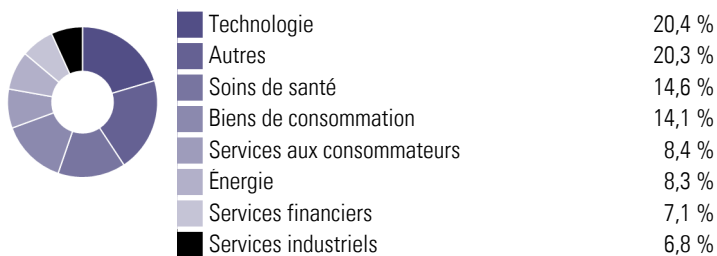 Technologie 20,4 %
Autres 20,3 %
Soins de santé 14,6 %
Biens de consommation 14,1 %
Services aux consommateurs 8,4 %
Énergie 8,3 %
Services financiers 7,1 %
Services industriels 6,8 %